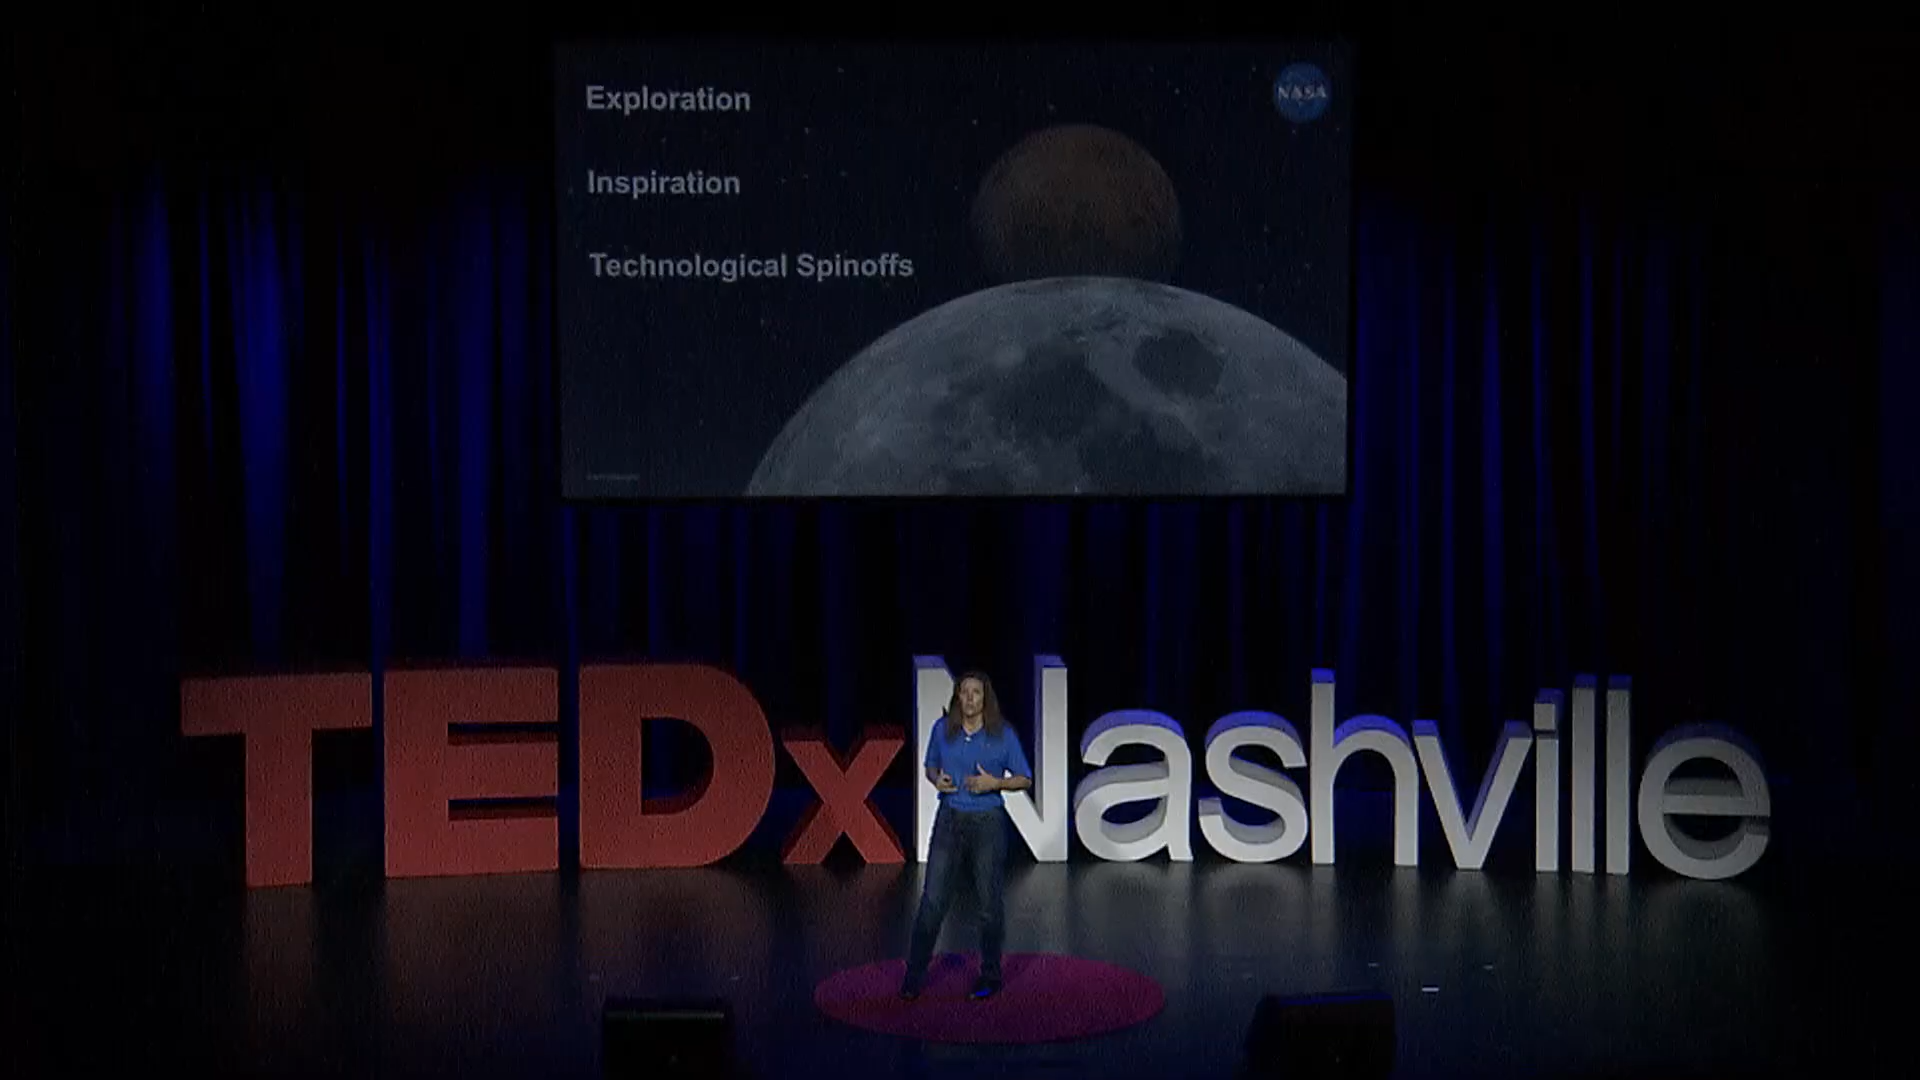 Exploration
NASA
Inspiration
Technological Spinoffs
TEDxNashville